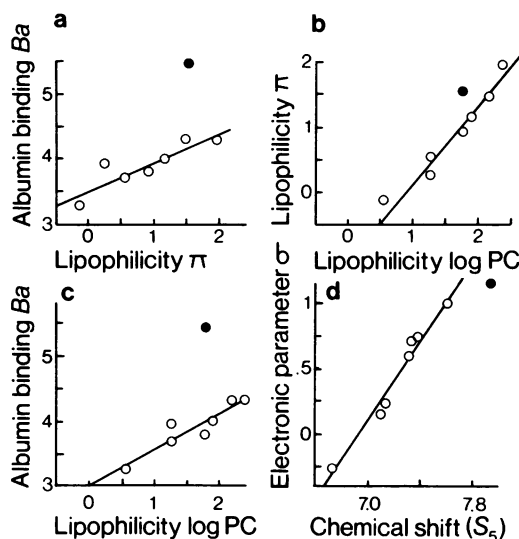 a
Albumin binding Ba
5
4
3
0
1
2
Lipophilicity π
b
Lipophilicity π
2
1
0
0
1
2
Lipophilicity log PC
c
Albumin binding Ba
5
4
3
0
1
2
Lipophilicity log PC
d
Electronic parameter σ
1
0
7.0
7.8
Chemical shift (S5)